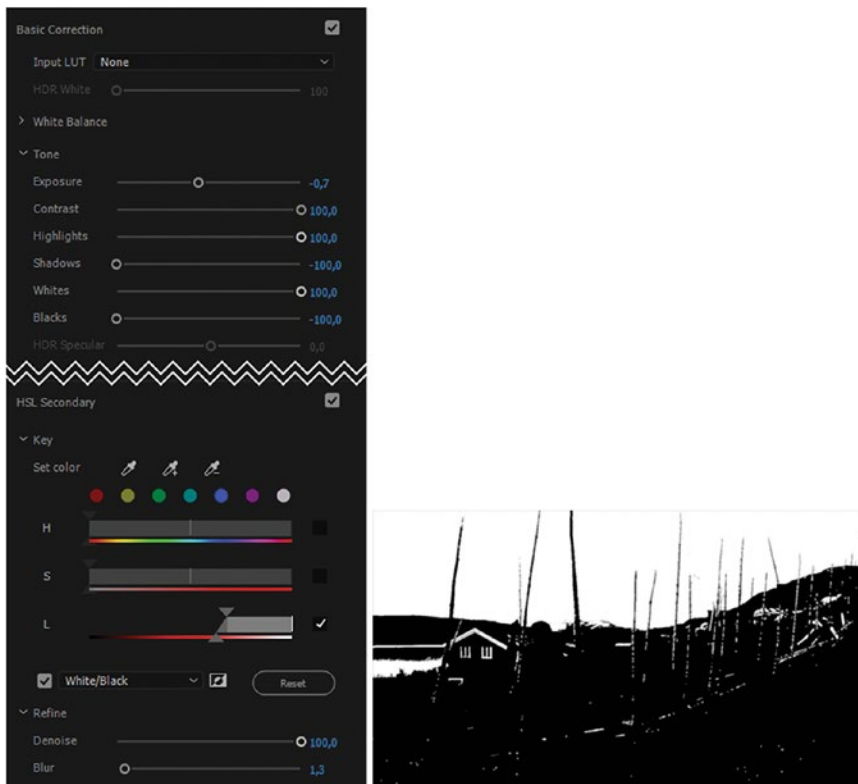 Basic Correction
Input LUT None
HDR White 100
White Balance
Tone
Exposure -0,7
Contrast 100,0
Highlights 100,0
Shadows -100,0
Whites 100,0
Blacks -100,0
HDR Specular 0,0
HSL Secondary
Key
Set color
H
S
L
White/Black Reset
Refine
Denoise 100,0
Blur 1,3